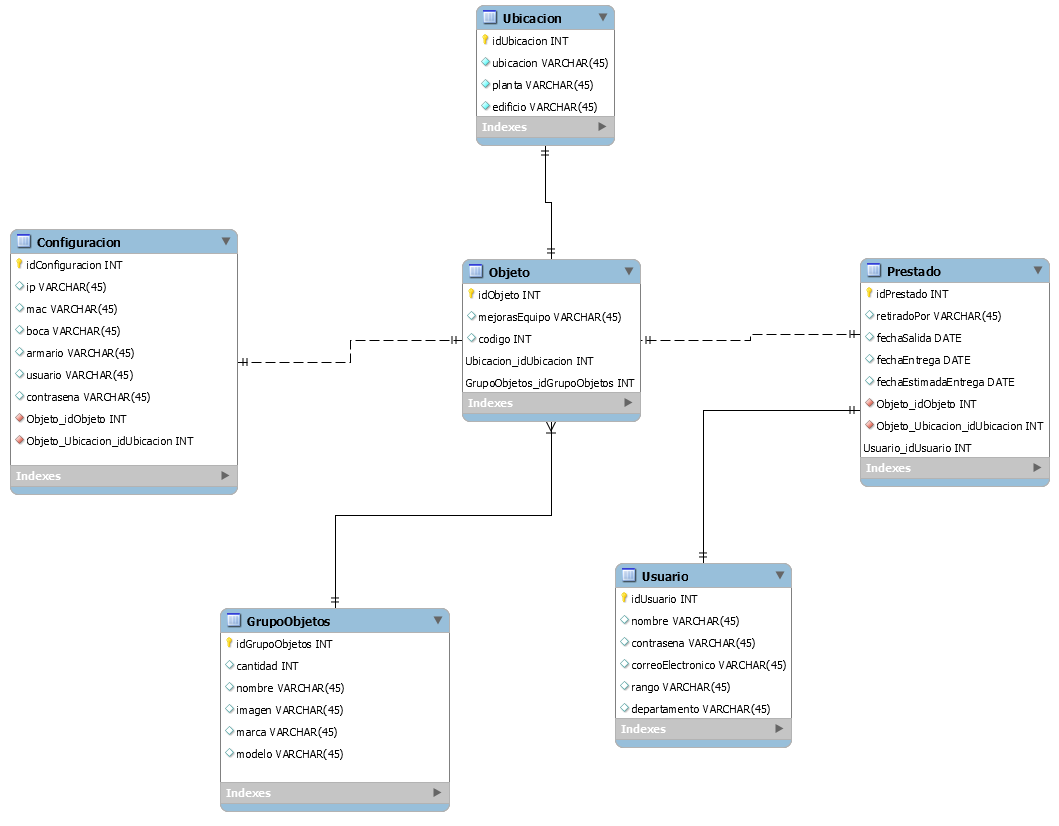 Ubicacion
idUbicacion INT
ubicacion VARCHAR(45)
planta VARCHAR(45)
edificio VARCHAR(45)
Indexes
Configuracion
idConfiguracion INT
ip VARCHAR(45)
mac VARCHAR(45)
boca VARCHAR(45)
armario VARCHAR(45)
usuario VARCHAR(45)
contrasena VARCHAR(45)
Objeto_idObjeto INT
Objeto_Ubicacion_idUbicacion INT
Indexes
Objeto
idObjeto INT
mejorasEquipo VARCHAR(45)
codigo INT
Ubicacion_idUbicacion INT
GrupoObjetos_idGrupoObjetos INT
Indexes
Prestado
idPrestado INT
retiradoPor VARCHAR(45)
fechaSalida DATE
fechaEntrega DATE
fechaEstimadaEntrega DATE
Objeto_idObjeto INT
Objeto_Ubicacion_idUbicacion INT
Usuario_idUsuario INT
Indexes
GrupoObjetos
idGrupoObjetos INT
cantidad INT
nombre VARCHAR(45)
imagen VARCHAR(45)
marca VARCHAR(45)
modelo VARCHAR(45)
Indexes
Usuario
idUsuario INT
nombre VARCHAR(45)
contrasena VARCHAR(45)
correoElectronico VARCHAR(45)
rango VARCHAR(45)
departamento VARCHAR(45)
Indexes